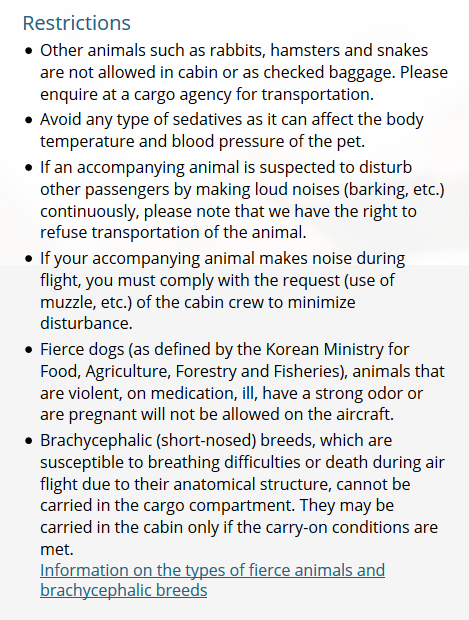 Restrictions
• Other animals such as rabbits, hamsters and snakes
are not allowed in cabin or as checked baggage. Please
enquire at a cargo agency for transportation.
• Avoid any type of sedatives as it can affect the body
temperature and blood pressure of the pet.
• If an accompanying animal is suspected to disturb
other passengers by making loud noises (barking, etc.)
continuously, please note that we have the right to
refuse transportation of the animal.
• If your accompanying animal makes noise during
flight, you must comply with the request (use of
muzzle, etc.) of the cabin crew to minimize
disturbance.
• Fierce dogs (as defined by the Korean Ministry for
Food, Agriculture, Forestry and Fisheries), animals that
are violent, on medication, ill, have a strong odor or
are pregnant will not be allowed on the aircraft.
• Brachycephalic (short-nosed) breeds, which are
susceptible to breathing difficulties or death during air
flight due to their anatomical structure, cannot be
carried in the cargo compartment. They may be
carried in the cabin only if the carry-on conditions are
met.
Information on the types of fierce animals and
brachycephalic breeds